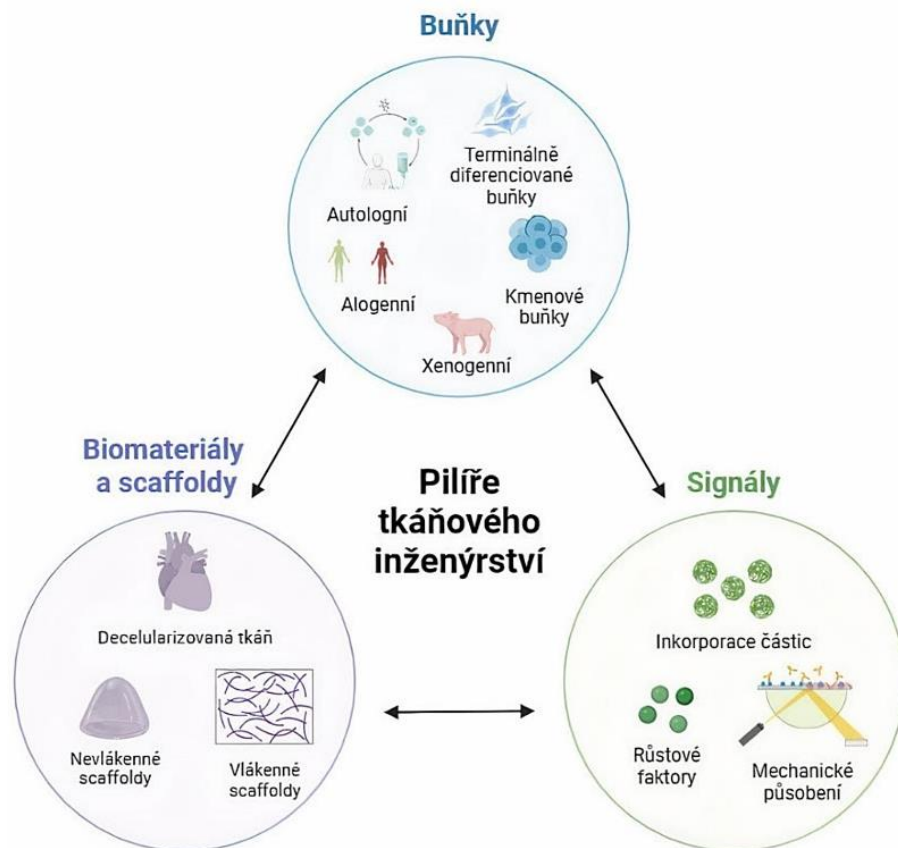 Buňky
Terminálně
diferenciované
buňky
Autologní
Alogenní
Kmenové
buňky
Xenogenní
Biomateriály
a scaffoldy
Pilíře
tkáňového
inženýrství
Signály
Decelularizovaná tkáň
Nevlákenné
scaffoldy
Vlákenné
scaffoldy
Inkorporace částic
Růstové
faktory
Mechanické
působení